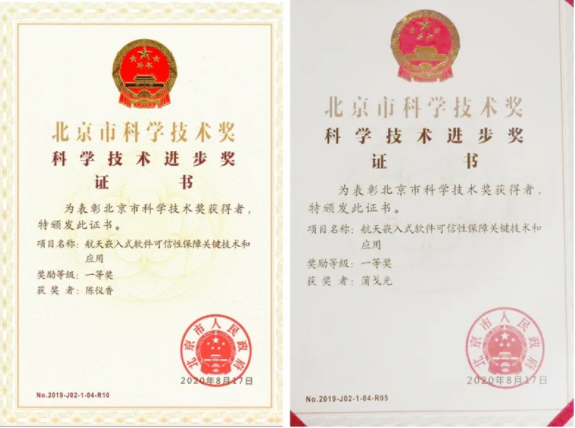 北京市科学技术奖
科学技术进步奖
证 书
为表彰北京市科学技术奖获得者，
特颁发此证书。
项目名称：航天嵌入式软件可信性保障关键技术和
应用
奖励等级：一等奖
获 奖 者：陈仪香
北京市人民政府
2020年8月17日
No.2019-J02-1-04-R10
北京市科学技术奖
科学技术进步奖
证 书
为表彰北京市科学技术奖获得者，
特颁发此证书。
项目名称：航天嵌入式软件可信性保障关键技术和
应用
奖励等级：一等奖
获 奖 者：蒲戈光
北京市人民政府
2020年8月17日
No.2019-J02-1-04-R05